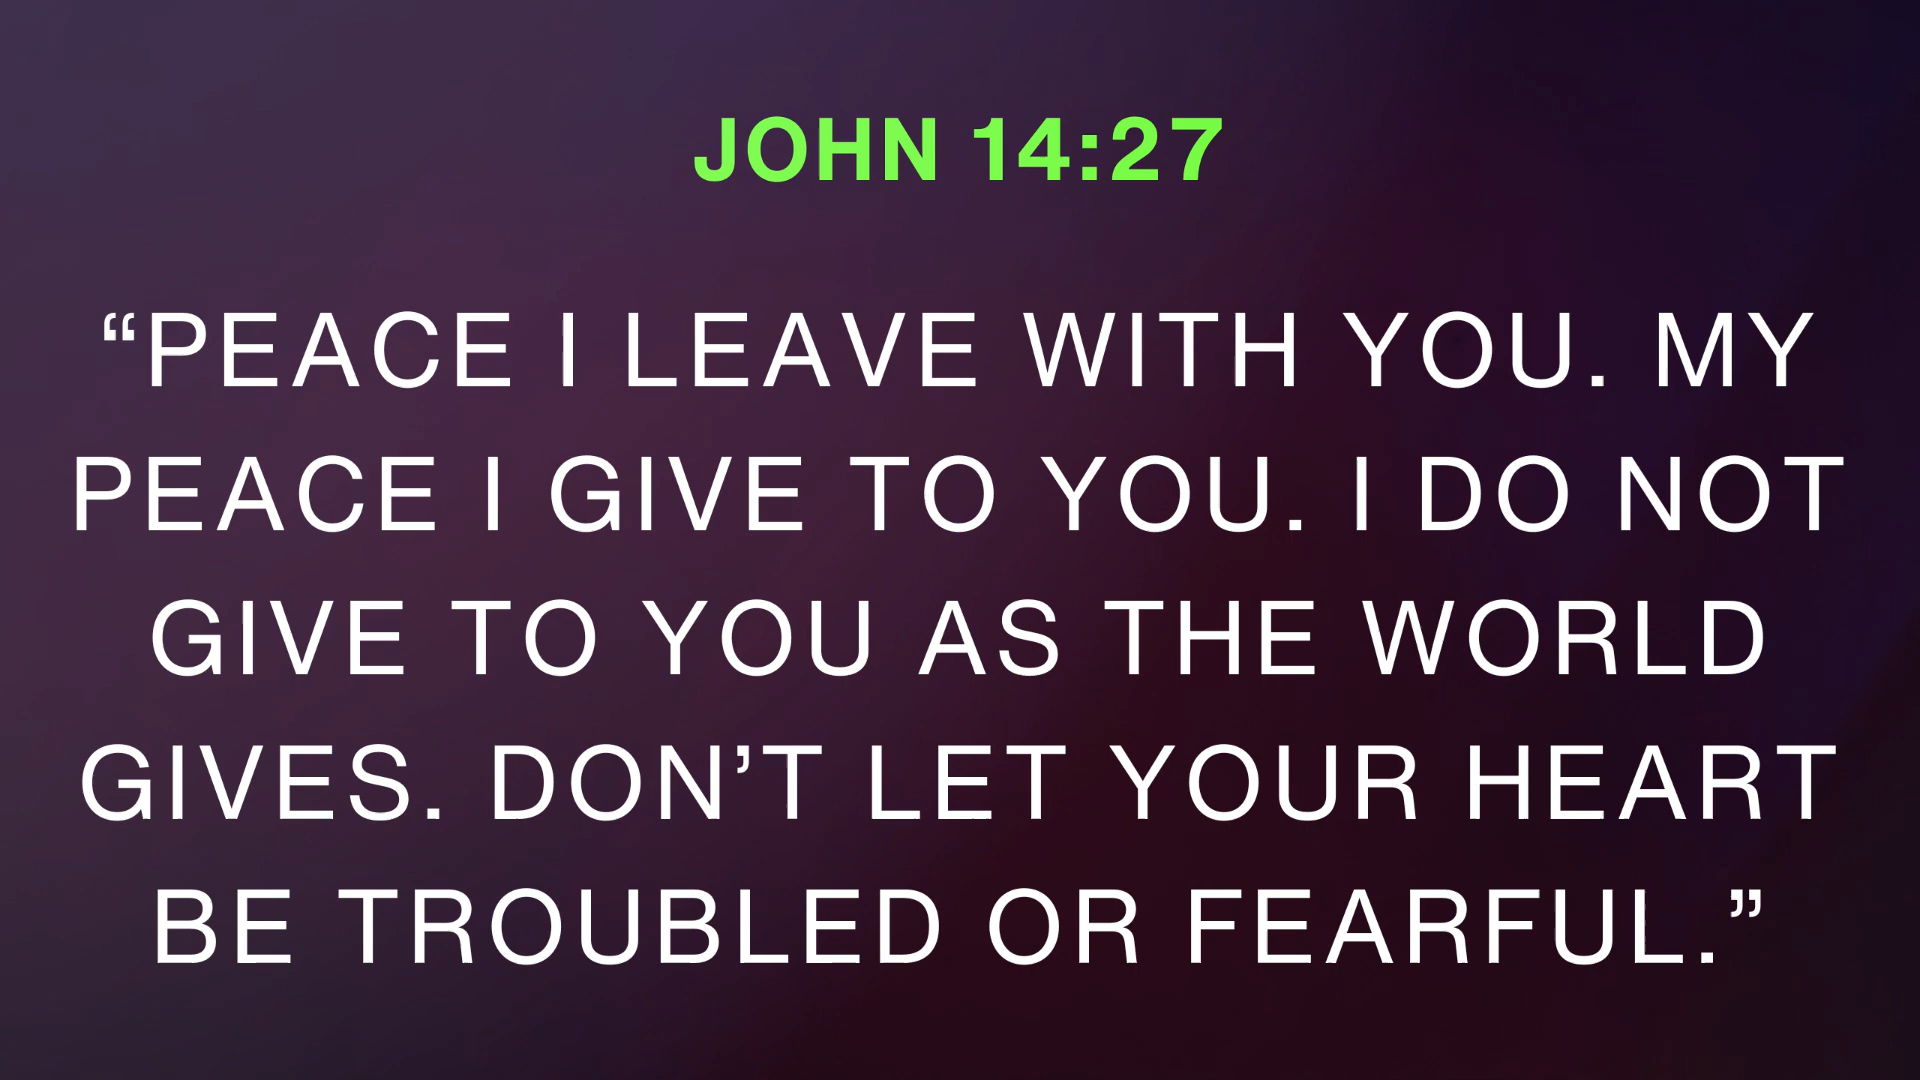 JOHN 14:27
“PEACE I LEAVE WITH YOU. MY
PEACE I GIVE TO YOU. I DO NOT
GIVE TO YOU AS THE WORLD
GIVES. DON’T LET YOUR HEART
BE TROUBLED OR FEARFUL.”